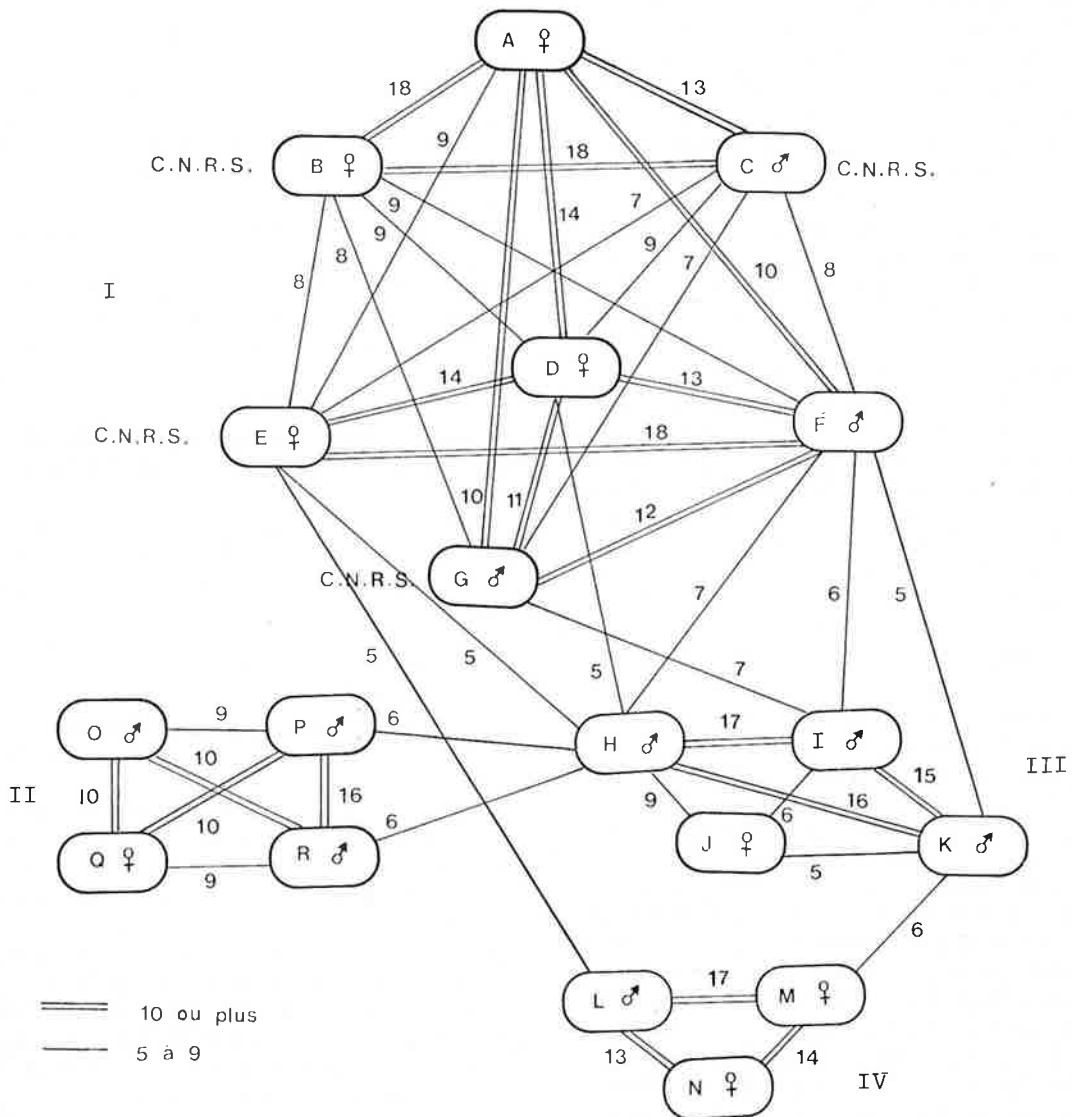 A ♀
18
13
9
C.N.R.S.
B ♀
18
C ♂
C.N.R.S.
9
9
14
7
9
7
10
8
8
8
I
D ♀
14
13
C.N.R.S.
E ♀
18
F ♂
10
11
12
C.N.R.S.
G ♂
7
6
5
5
5
5
7
O ♂
9
P ♂
6
H ♂
17
I ♂
II
10
10
16
9
16
15
III
10
6
6
Q ♀
9
R ♂
J ♀
5
K ♂
6
L ♂
17
M ♀
10 ou plus
5 à 9
13
14
N ♀
IV